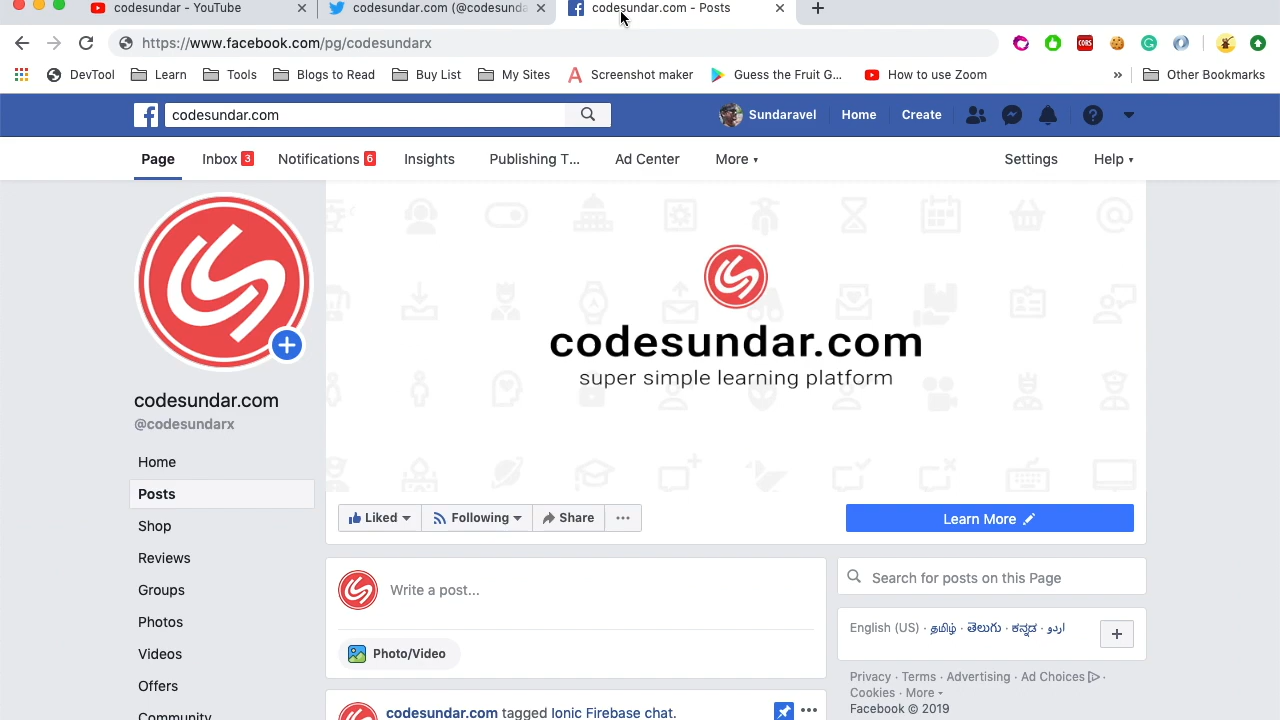 codesundar - YouTube
codesundar.com (@codesunda
codesundar.com - Posts
https://www.facebook.com/pg/codesundarx
CORS
DevTool
Learn
Tools
Blogs to Read
Buy List
My Sites
Screenshot maker
Guess the Fruit G...
How to use Zoom
»
Other Bookmarks
codesundar.com
Sundaravel
Home
Create
Page
Inbox 3
Notifications 6
Insights
Publishing T...
Ad Center
More
Settings
Help
codesundar.com
super simple learning platform
codesundar.com
@codesundarx
Home
Posts
Shop
Reviews
Groups
Photos
Videos
Offers
Community
Liked
Following
Share
...
Learn More
Write a post...
Photo/Video
codesundar.com tagged Ionic Firebase chat.
Search for posts on this Page
English (US) · தமிழ் · తెలుగు · ಕನ್ನಡ · اردو
Privacy · Terms · Advertising · Ad Choices ·
Cookies · More
Facebook © 2019